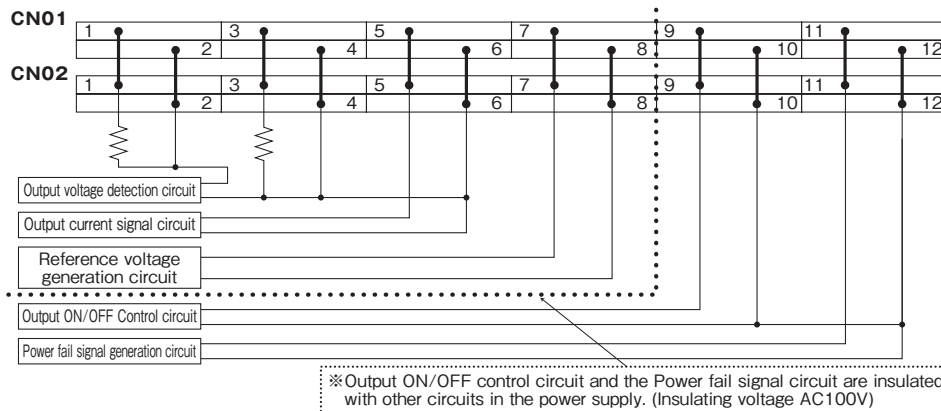 CN01
1 3 5 7 9 11
2 4 6 8 10 12
CN02
1 3 5 7 9 11
2 4 6 8 10 12
Output voltage detection circuit
Output current signal circuit
Reference voltage
generation circuit
Output ON/OFF Control circuit
Power fail signal generation circuit
※Output ON/OFF control circuit and the Power fail signal circuit are insulated
with other circuits in the power supply. (Insulating voltage AC100V)